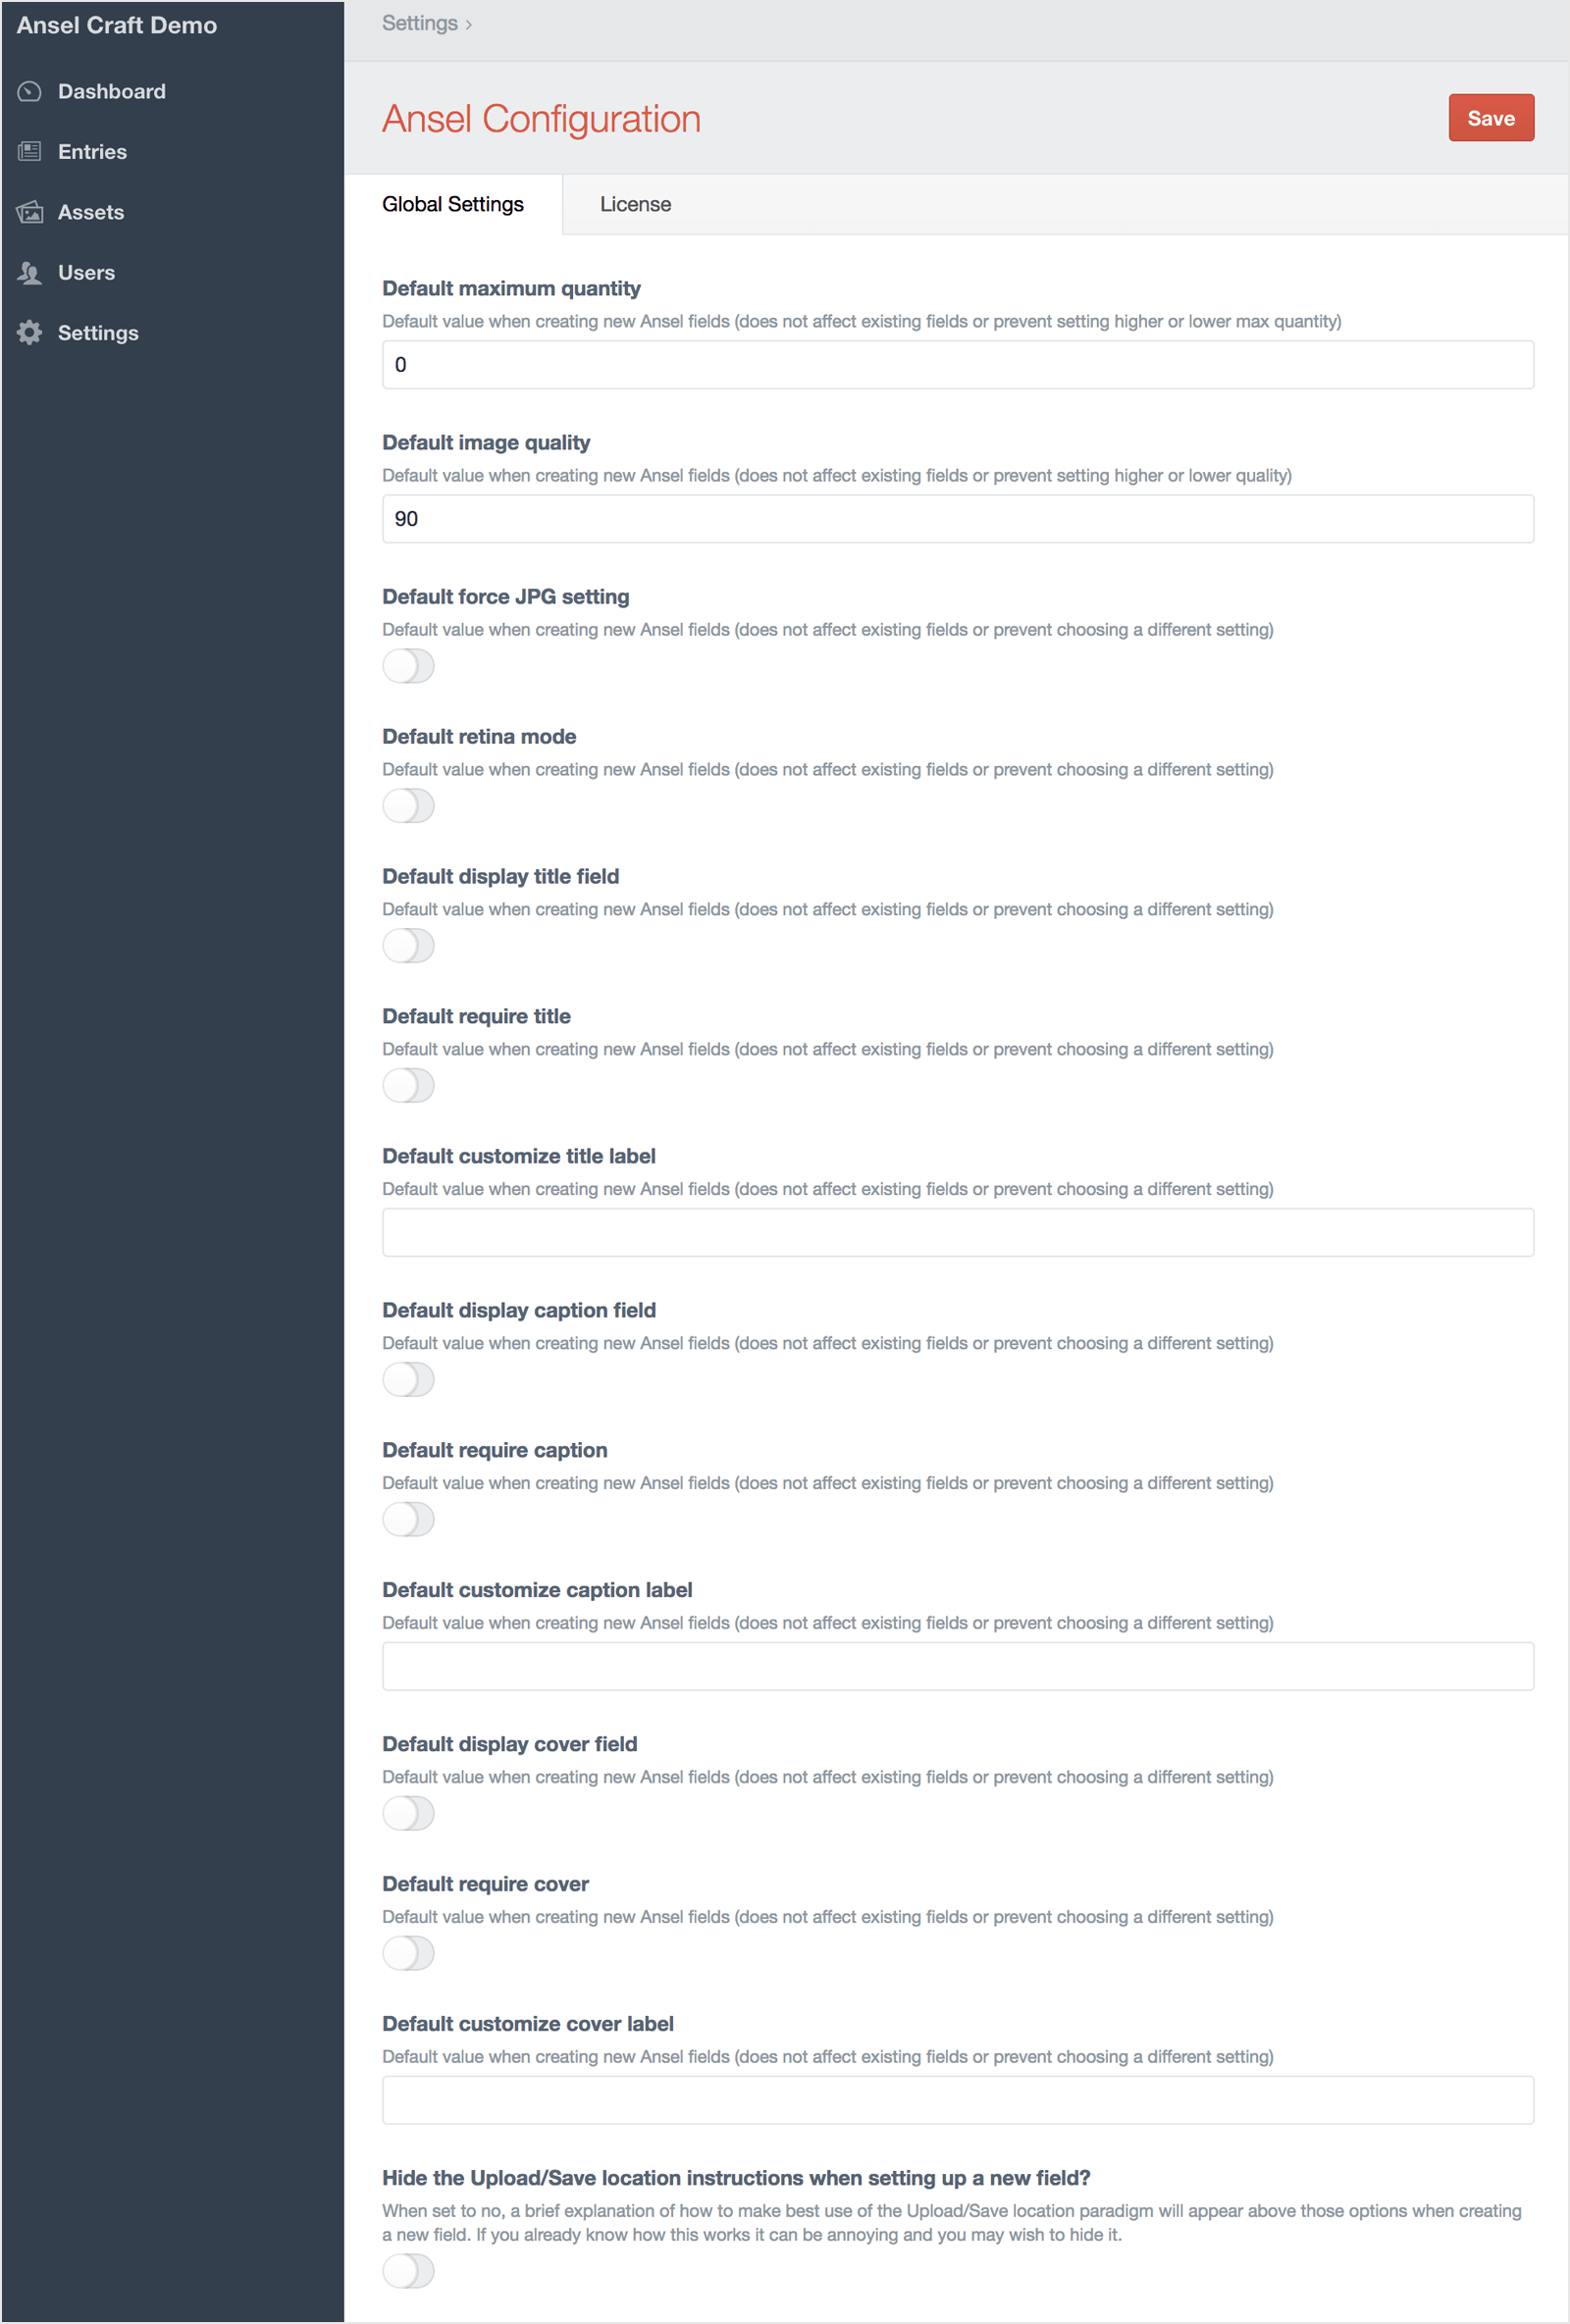 Ansel Craft Demo
Dashboard
Entries
Assets
Users
Settings
Settings ›
Ansel Configuration
Save
Global Settings
License
Default maximum quantity
Default value when creating new Ansel fields (does not affect existing fields or prevent setting higher or lower max quantity)
0
Default image quality
Default value when creating new Ansel fields (does not affect existing fields or prevent setting higher or lower quality)
90
Default force JPG setting
Default value when creating new Ansel fields (does not affect existing fields or prevent choosing a different setting)
Default retina mode
Default value when creating new Ansel fields (does not affect existing fields or prevent choosing a different setting)
Default display title field
Default value when creating new Ansel fields (does not affect existing fields or prevent choosing a different setting)
Default require title
Default value when creating new Ansel fields (does not affect existing fields or prevent choosing a different setting)
Default customize title label
Default value when creating new Ansel fields (does not affect existing fields or prevent choosing a different setting)
Default display caption field
Default value when creating new Ansel fields (does not affect existing fields or prevent choosing a different setting)
Default require caption
Default value when creating new Ansel fields (does not affect existing fields or prevent choosing a different setting)
Default customize caption label
Default value when creating new Ansel fields (does not affect existing fields or prevent choosing a different setting)
Default display cover field
Default value when creating new Ansel fields (does not affect existing fields or prevent choosing a different setting)
Default require cover
Default value when creating new Ansel fields (does not affect existing fields or prevent choosing a different setting)
Default customize cover label
Default value when creating new Ansel fields (does not affect existing fields or prevent choosing a different setting)
Hide the Upload/Save location instructions when setting up a new field?
When set to no, a brief explanation of how to make best use of the Upload/Save location paradigm will appear above those options when creating
a new field. If you already know how this works it can be annoying and you may wish to hide it.